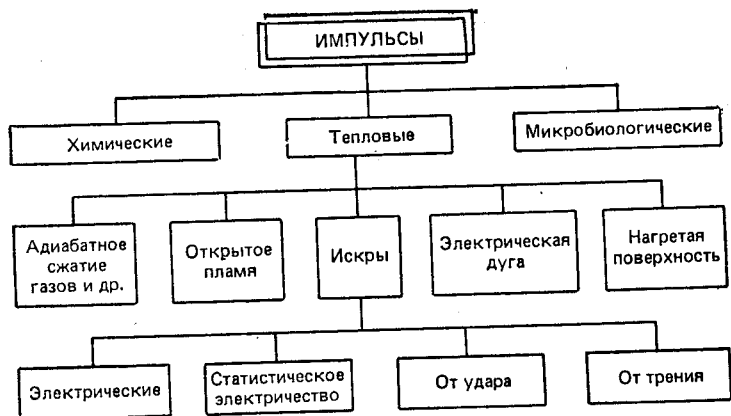 ИМПУЛЬСЫ
Химические
Тепловые
Микробиологические
Адиабатное
сжатие
газов и др.
Открытое
пламя
Искры
Электрическая
дуга
Нагретая
поверхность
Электрические
Статистическое
электричество
От удара
От трения